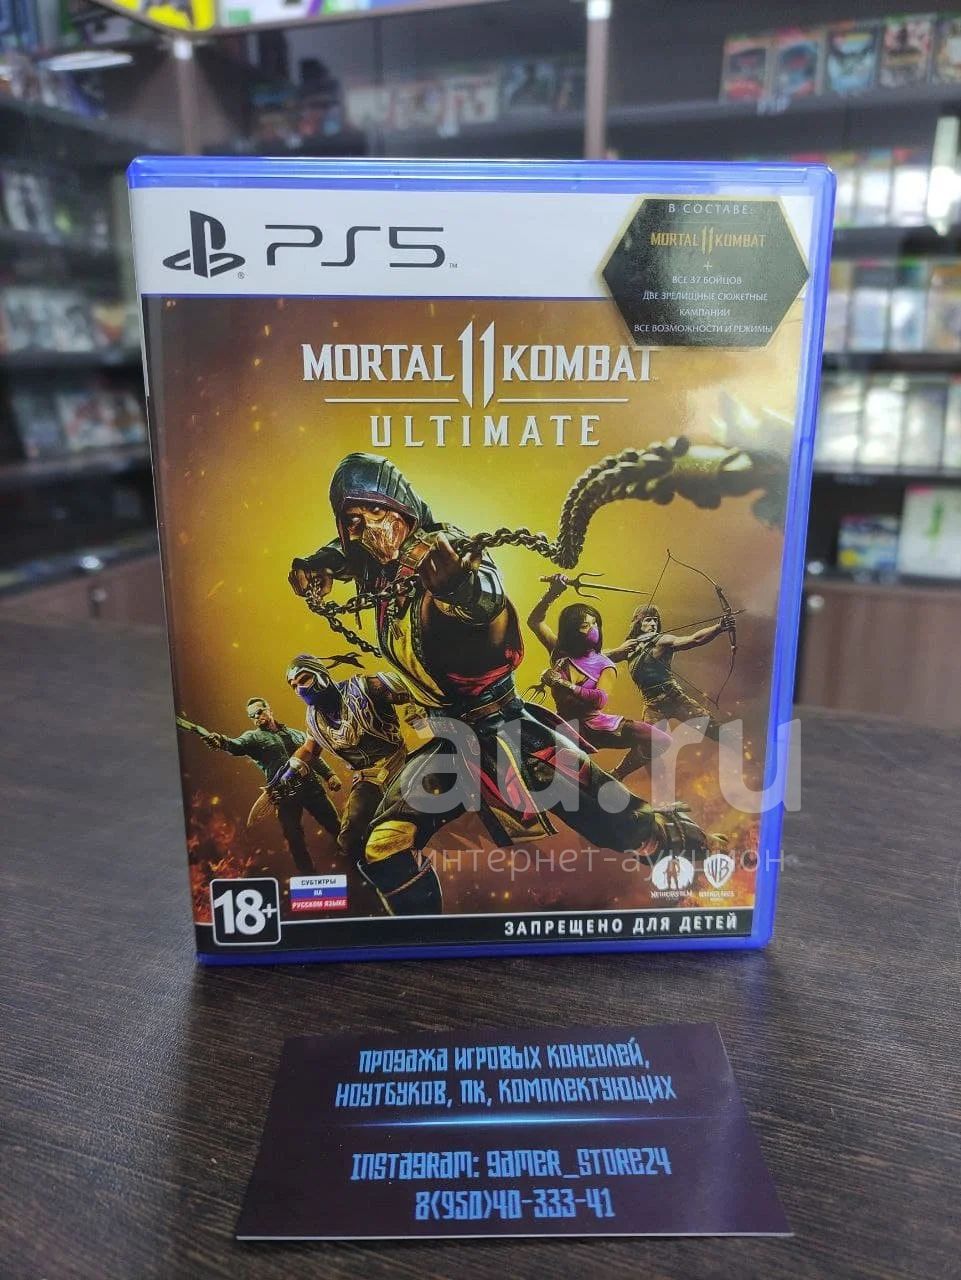 PS5
В СОСТАВЕ:
MORTAL 11 KOMBAT
+
ВСЕ 37 БОЙЦОВ
ДВЕ ЗРЕЛИЩНЫЕ СЮЖЕТНЫЕ
КАМПАНИИ
ВСЕ ВОЗМОЖНОСТИ И РЕЖИМЫ
MORTAL 11 KOMBAT
ULTIMATE
au.ru
интернет-аукцион
18+
СУБТИТРЫ
НА
РУССКОМ ЯЗЫКЕ
WB
ЗАПРЕЩЕНО ДЛЯ ДЕТЕЙ
ПРОДАЖА ИГРОВЫХ КОНСОЛЕЙ,
НОУТБУКОВ, ПК, КОМПЛЕКТУЮЩИХ
INSTAGRAM: GAMER_STORE24
8(950)40-333-41